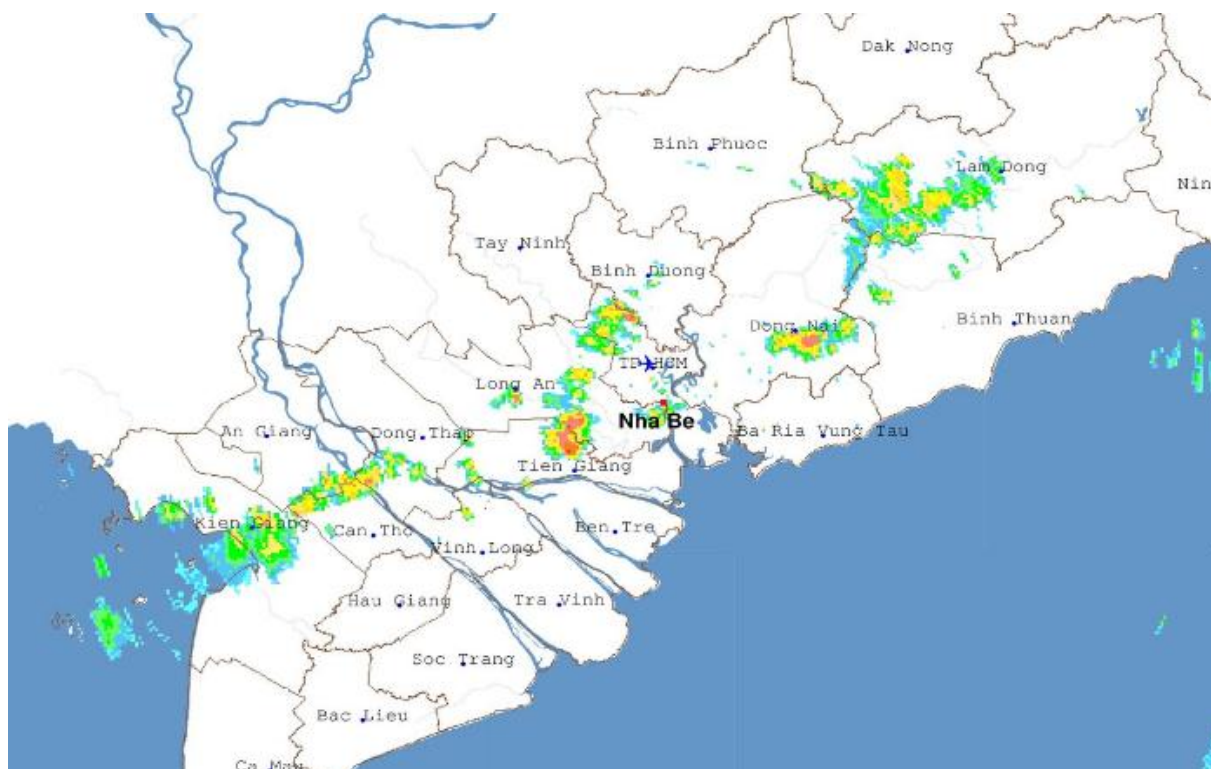 Dak Nong
Binh Phuoc
Lam Dong
Nin
Tay Ninh
Binh Duong
Dong Nai
Binh Thuan
TP HCM
Long An
Nha Be
An Giang
Dong Thap
Ba Ria Vung Tau
Tien Giang
Kien Giang
Can Tho
Ben Tre
Vinh Long
Hau Giang
Tra Vinh
Soc Trang
Bac Lieu
Ca Mau